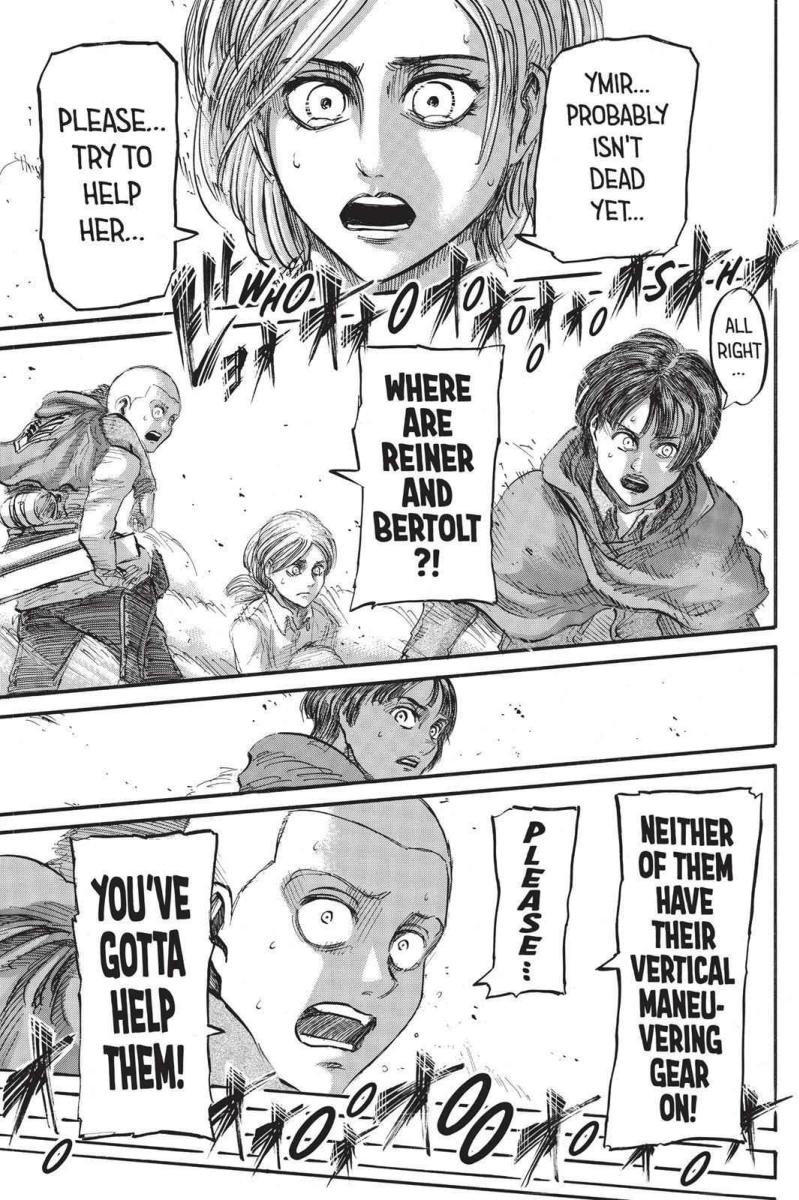 YMIR...
PROBABLY
ISN'T
DEAD
YET...
PLEASE...
TRY TO
HELP
HER...
WHOOOOSH
ALL
RIGHT
...
WHERE
ARE
REINER
AND
BERTOLT
?!
NEITHER
OF THEM
HAVE
THEIR
VERTICAL
MANEU-
VERING
GEAR
ON!
PLEASE...
YOU'VE
GOTTA
HELP
THEM!